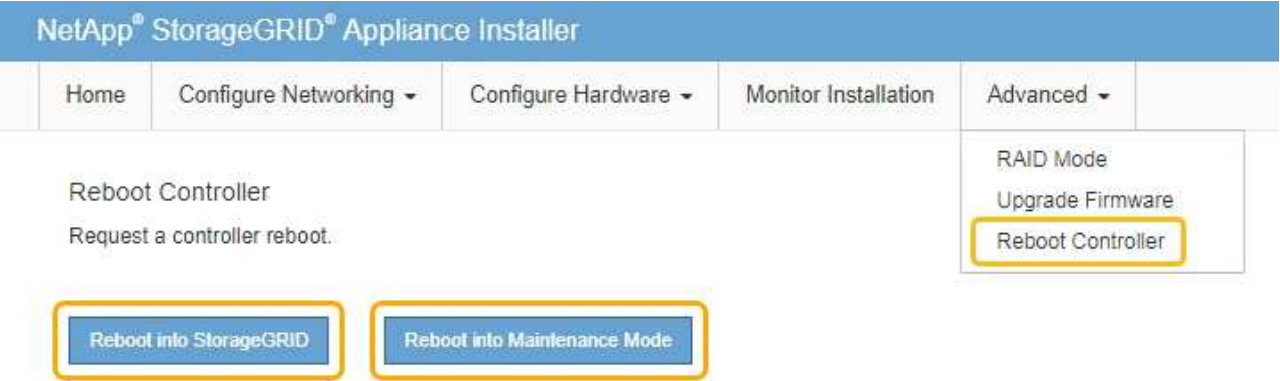 NetApp® StorageGRID® Appliance Installer
Home Configure Networking Configure Hardware Monitor Installation Advanced
RAID Mode
Upgrade Firmware
Reboot Controller
Reboot Controller
Request a controller reboot.
Reboot into StorageGRID Reboot into Maintenance Mode